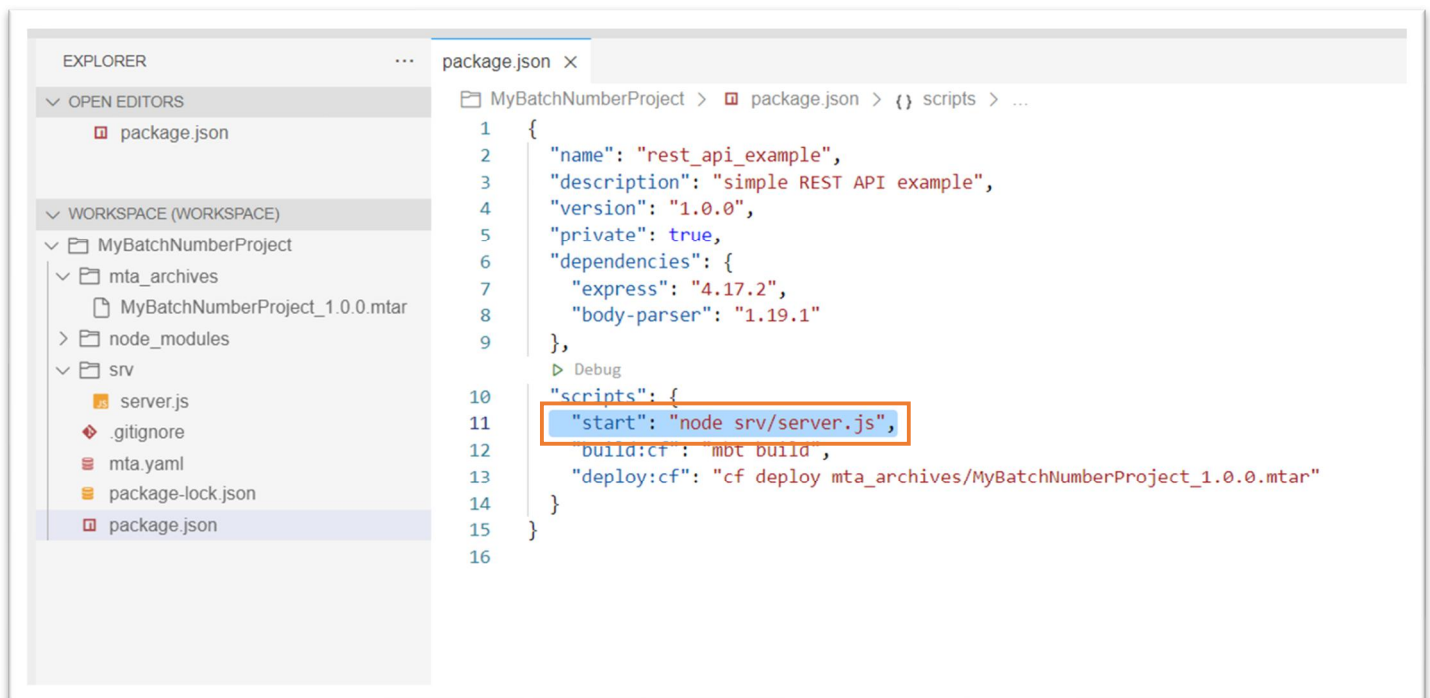 EXPLORER ...
OPEN EDITORS
package.json
WORKSPACE (WORKSPACE)
MyBatchNumberProject
mta_archives
MyBatchNumberProject_1.0.0.mtar
node_modules
srv
JS server.js
.gitignore
mta.yaml
package-lock.json
package.json
package.json ×
MyBatchNumberProject > package.json > {} scripts > ...
1 {
2 "name": "rest_api_example",
3 "description": "simple REST API example",
4 "version": "1.0.0",
5 "private": true,
6 "dependencies": {
7 "express": "4.17.2",
8 "body-parser": "1.19.1"
9 },
Debug
10 "scripts": {
11 "start": "node srv/server.js",
12 "build:cf": "mbt build",
13 "deploy:cf": "cf deploy mta_archives/MyBatchNumberProject_1.0.0.mtar"
14 }
15 }
16